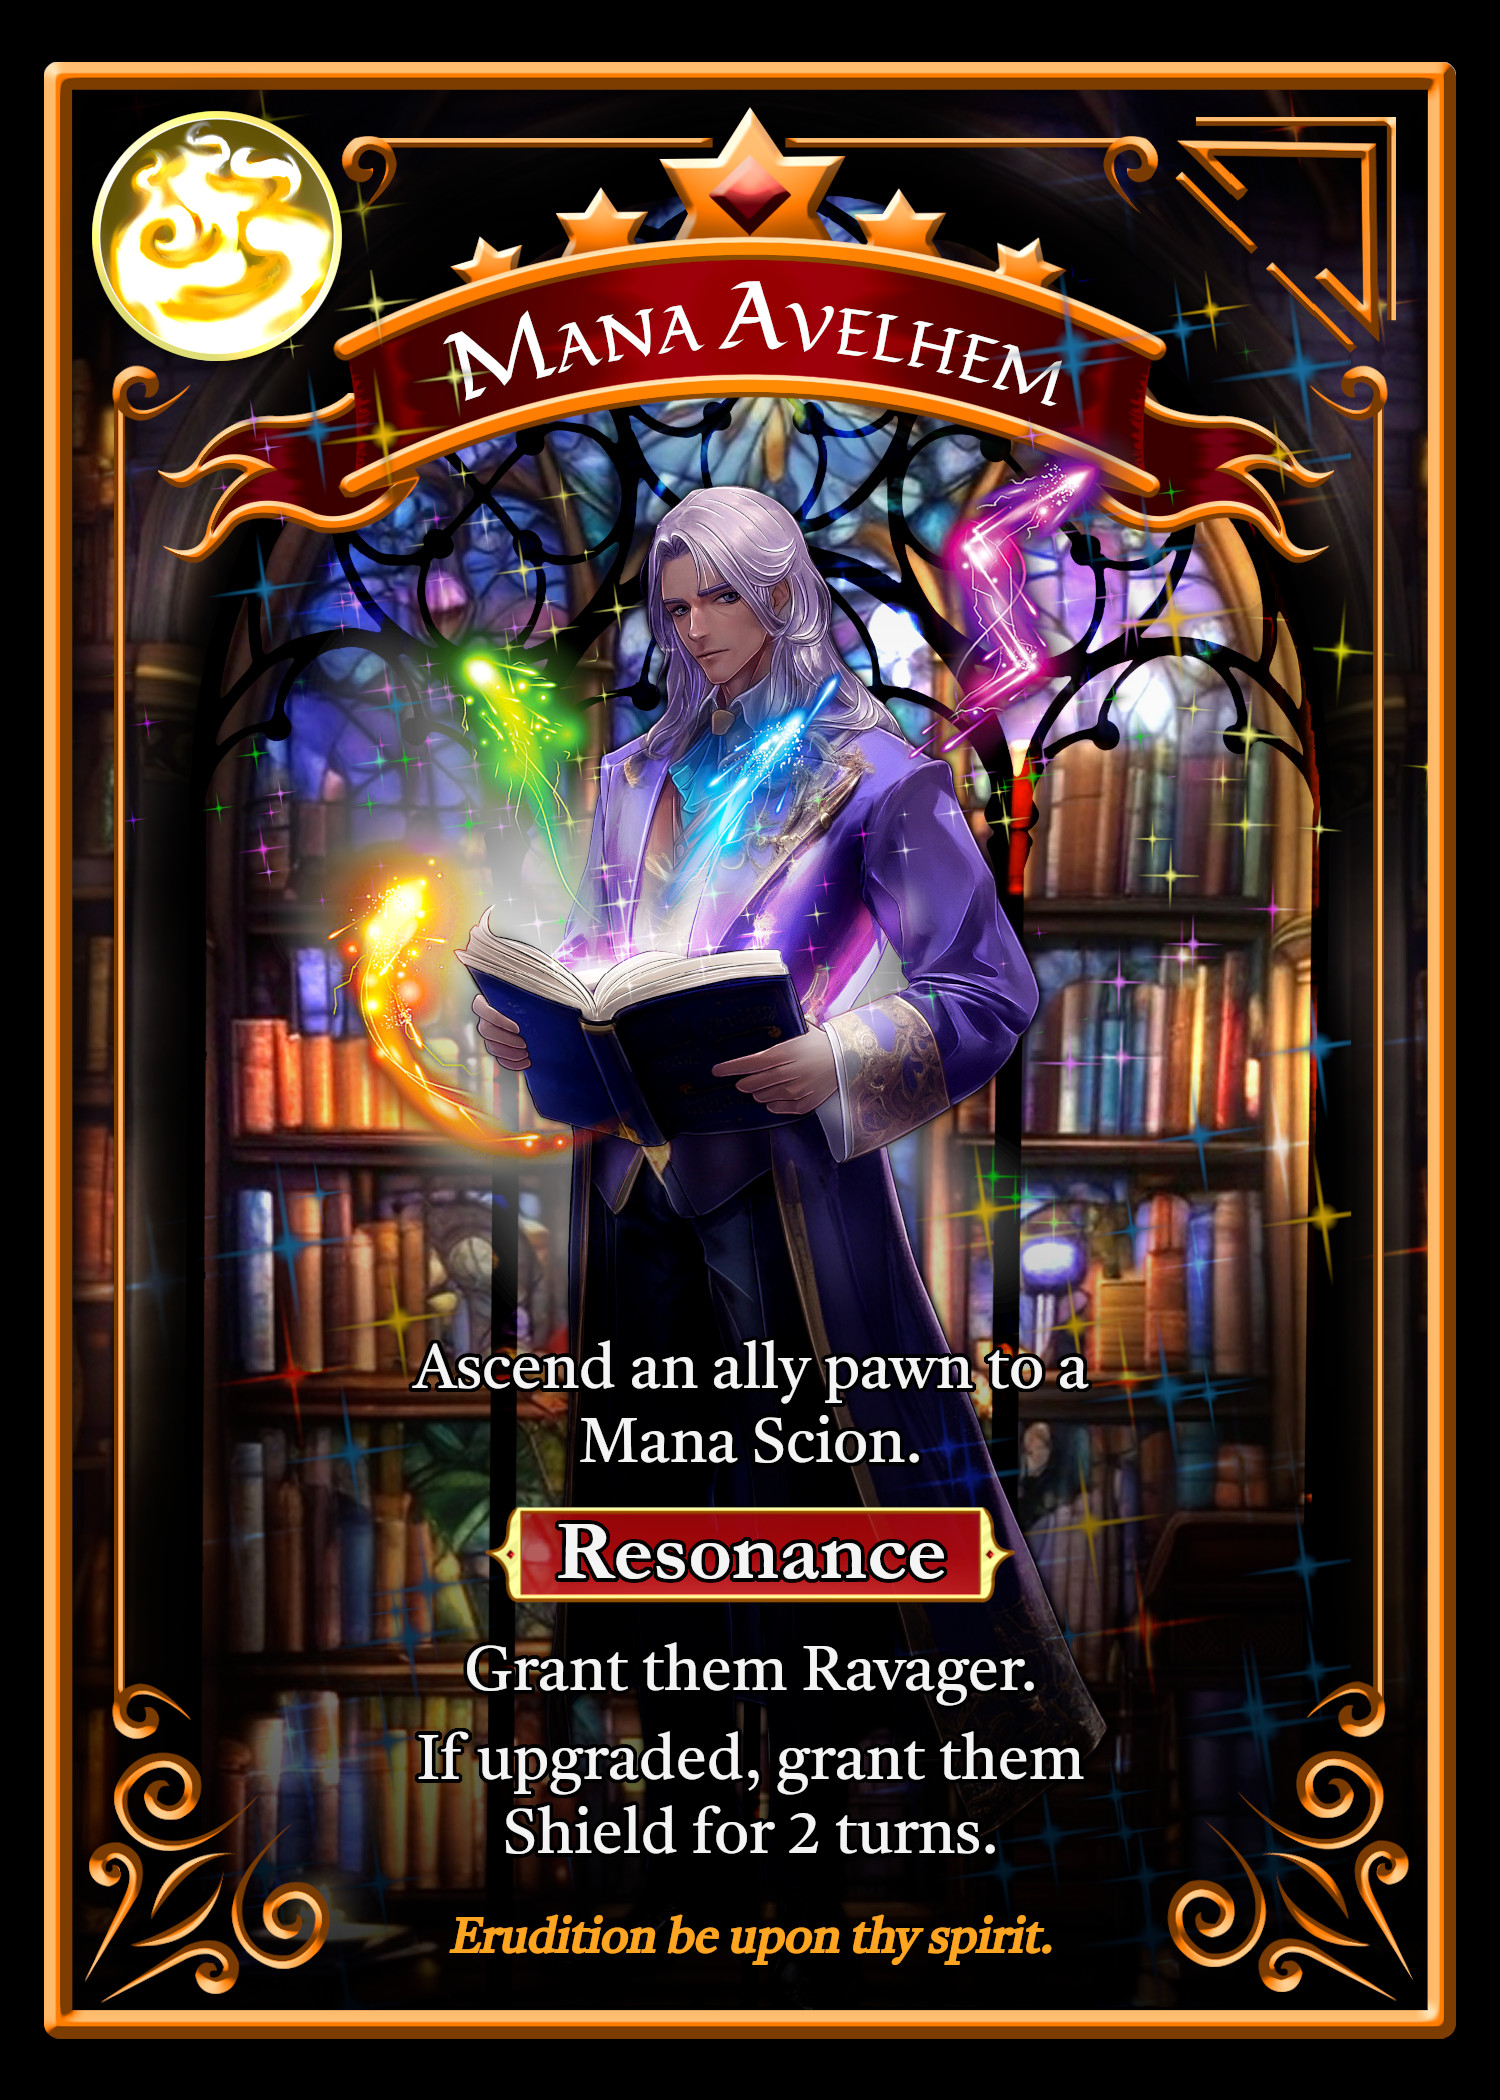 Mana Avelhem
Ascend an ally pawn to a
Mana Scion.
Resonance
Grant them Ravager.
If upgraded, grant them
Shield for 2 turns.
Erudition be upon thy spirit.